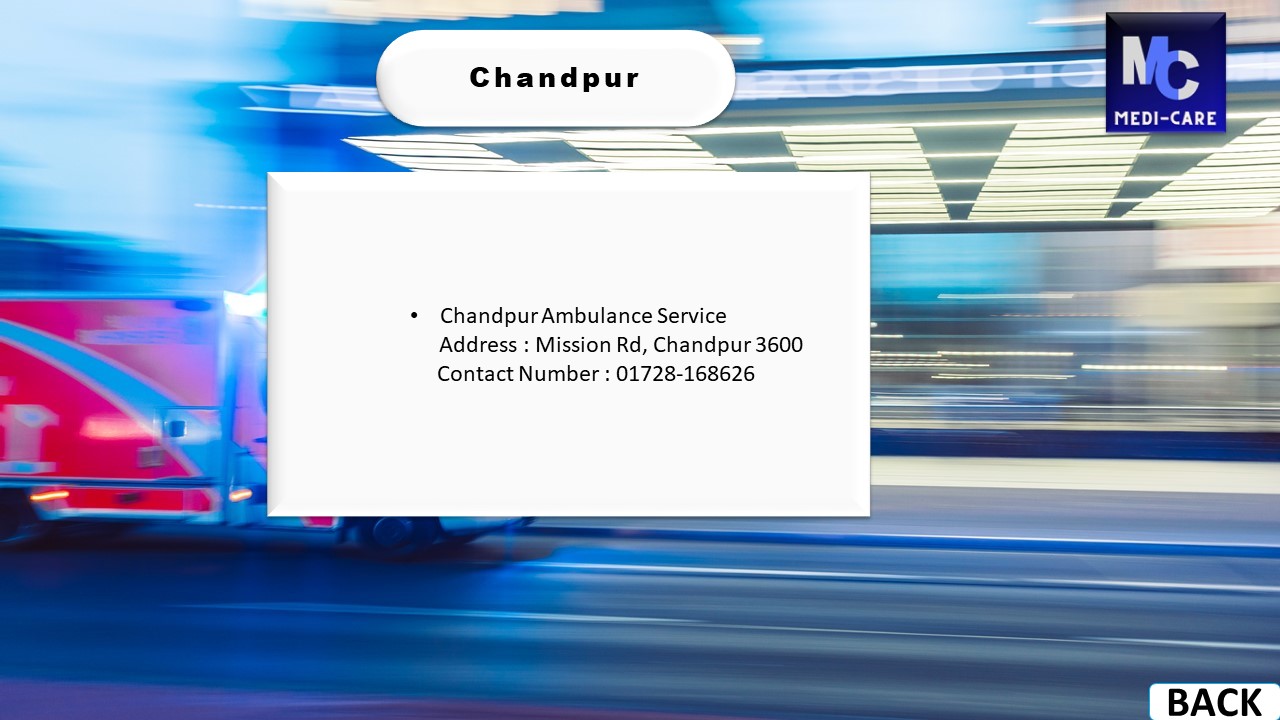 Chandpur
MC
MEDI-CARE
• Chandpur Ambulance Service
Address : Mission Rd, Chandpur 3600
Contact Number : 01728-168626
BACK